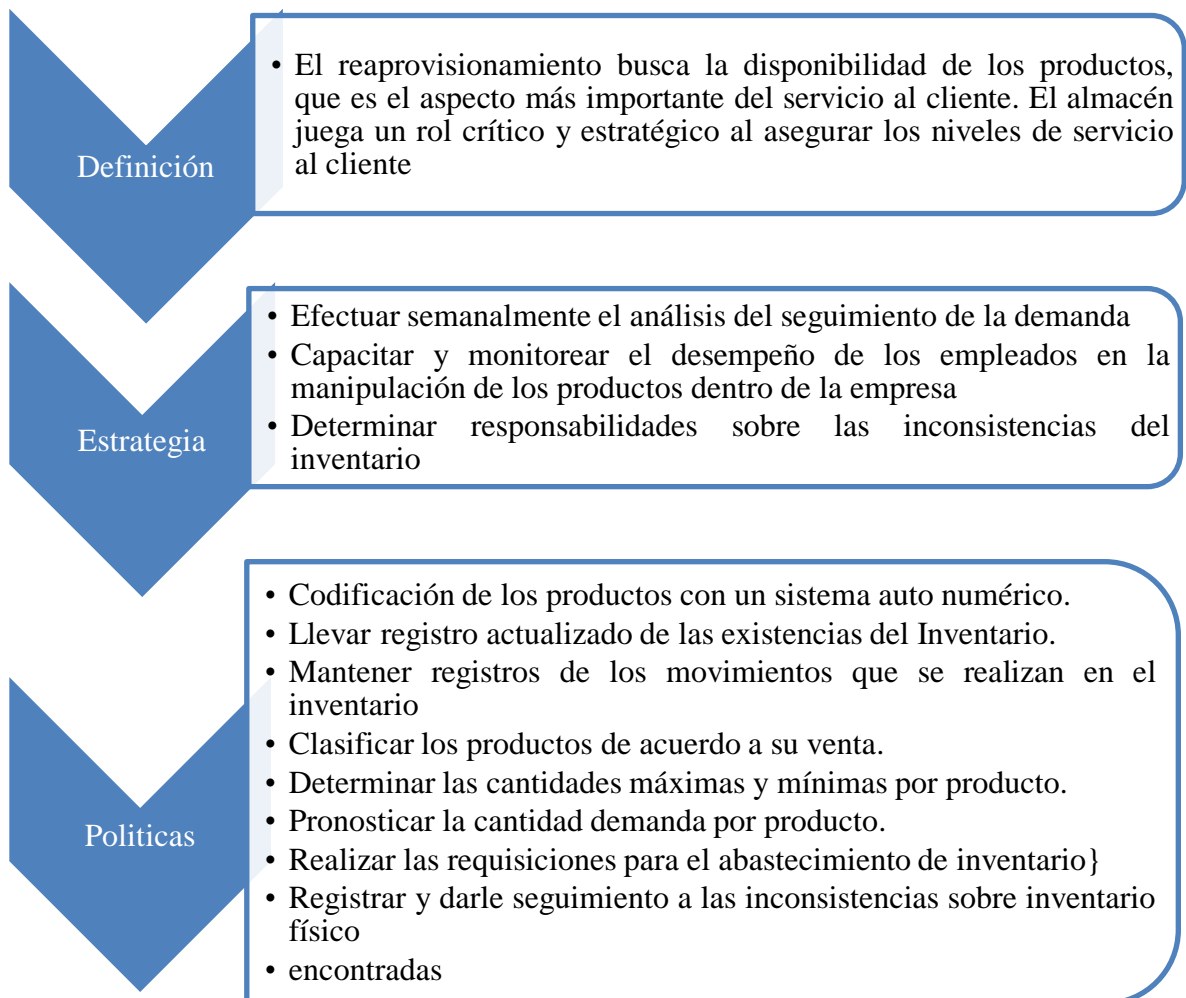 Definición
• El reaprovisionamiento busca la disponibilidad de los productos,
que es el aspecto más importante del servicio al cliente. El almacén
juega un rol crítico y estratégico al asegurar los niveles de servicio
al cliente
Estrategia
• Efectuar semanalmente el análisis del seguimiento de la demanda
• Capacitar y monitorear el desempeño de los empleados en la
manipulación de los productos dentro de la empresa
• Determinar responsabilidades sobre las inconsistencias del
inventario
Politicas
• Codificación de los productos con un sistema auto numérico.
• Llevar registro actualizado de las existencias del Inventario.
• Mantener registros de los movimientos que se realizan en el
inventario
• Clasificar los productos de acuerdo a su venta.
• Determinar las cantidades máximas y mínimas por producto.
• Pronosticar la cantidad demanda por producto.
• Realizar las requisiciones para el abastecimiento de inventario}
• Registrar y darle seguimiento a las inconsistencias sobre inventario
físico
• encontradas